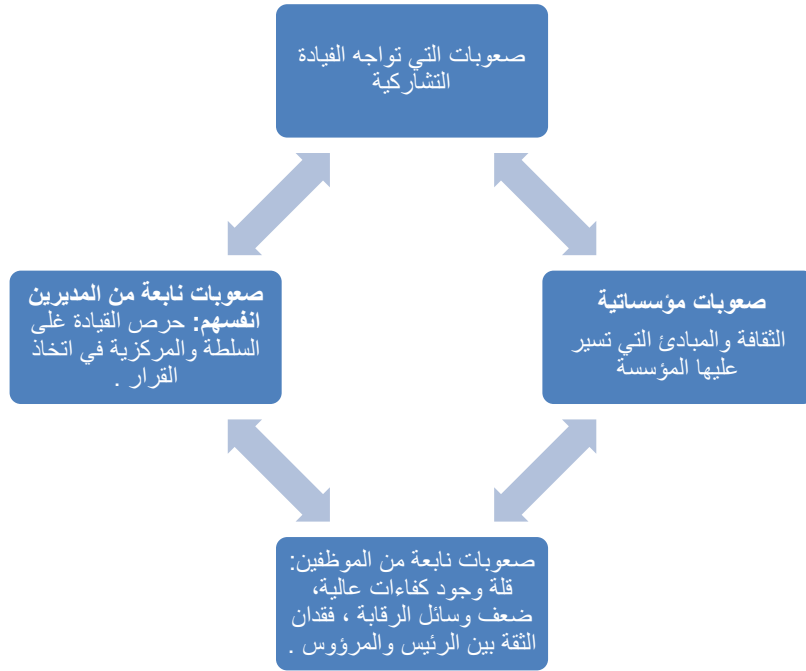 صعوبات التي تواجه الفيادة
التشاركية
صعوبات مؤسساتية
الثقافة والمبادئ التي تسير
عليها المؤسسة
صعوبات نابعة من المديرين
انفسهم: حرص القيادة غلى
السلطة والمركزية في اتخاذ
القرار .
صعوبات نابعة من الموظفين:
قلة وجود كفاءات عالية،
ضعف وسائل الرقابة ، فقدان
الثقة بين الرئيس والمرؤوس .